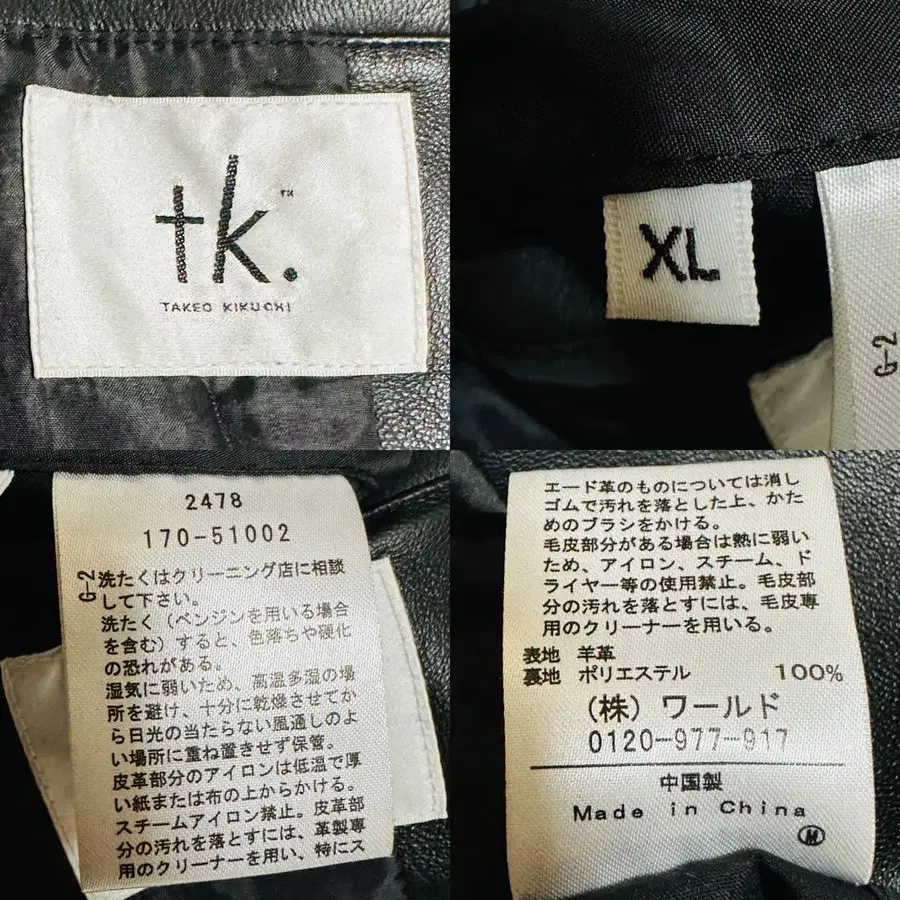 tk.
™
TAKEO KIKUCHI
XL
G-2
2478
170-51002
G-2
洗たくはクリーニング店に相談
して下さい。
洗たく（ベンジンを用いる場合
を含む）すると、色落ちや硬化
の恐れがある。
湿気に弱いため、高温多湿の場
所を避け、十分に乾燥させてか
ら日光の当たらない風通しのよ
い場所に重ね置きせず保管。
皮革部分のアイロンは低温で厚
い紙または布の上からかける。
スチームアイロン禁止。皮革部
分の汚れを落とすには、革製専
用のクリーナーを用い、特にス
エード革のものについては消し
ゴムで汚れを落とした上、かた
めのブラシをかける。
毛皮部分がある場合は熱に弱い
ため、アイロン、スチーム、ド
ライヤー等の使用禁止。毛皮部
分の汚れを落とすには、毛皮専
用のクリーナーを用いる。
表地 羊革
裏地 ポリエステル 100%
（株）ワールド
0120-977-917
中国製
Made in China
M